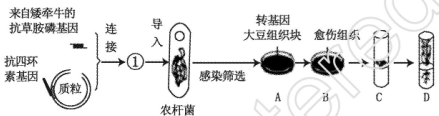 来自矮牵牛的
抗草胺磷基因
连接
导入
抗四环
素基因
质粒
①
农杆菌
感染筛选
转基因
大豆组织块
愈伤组织
A
B
C
D